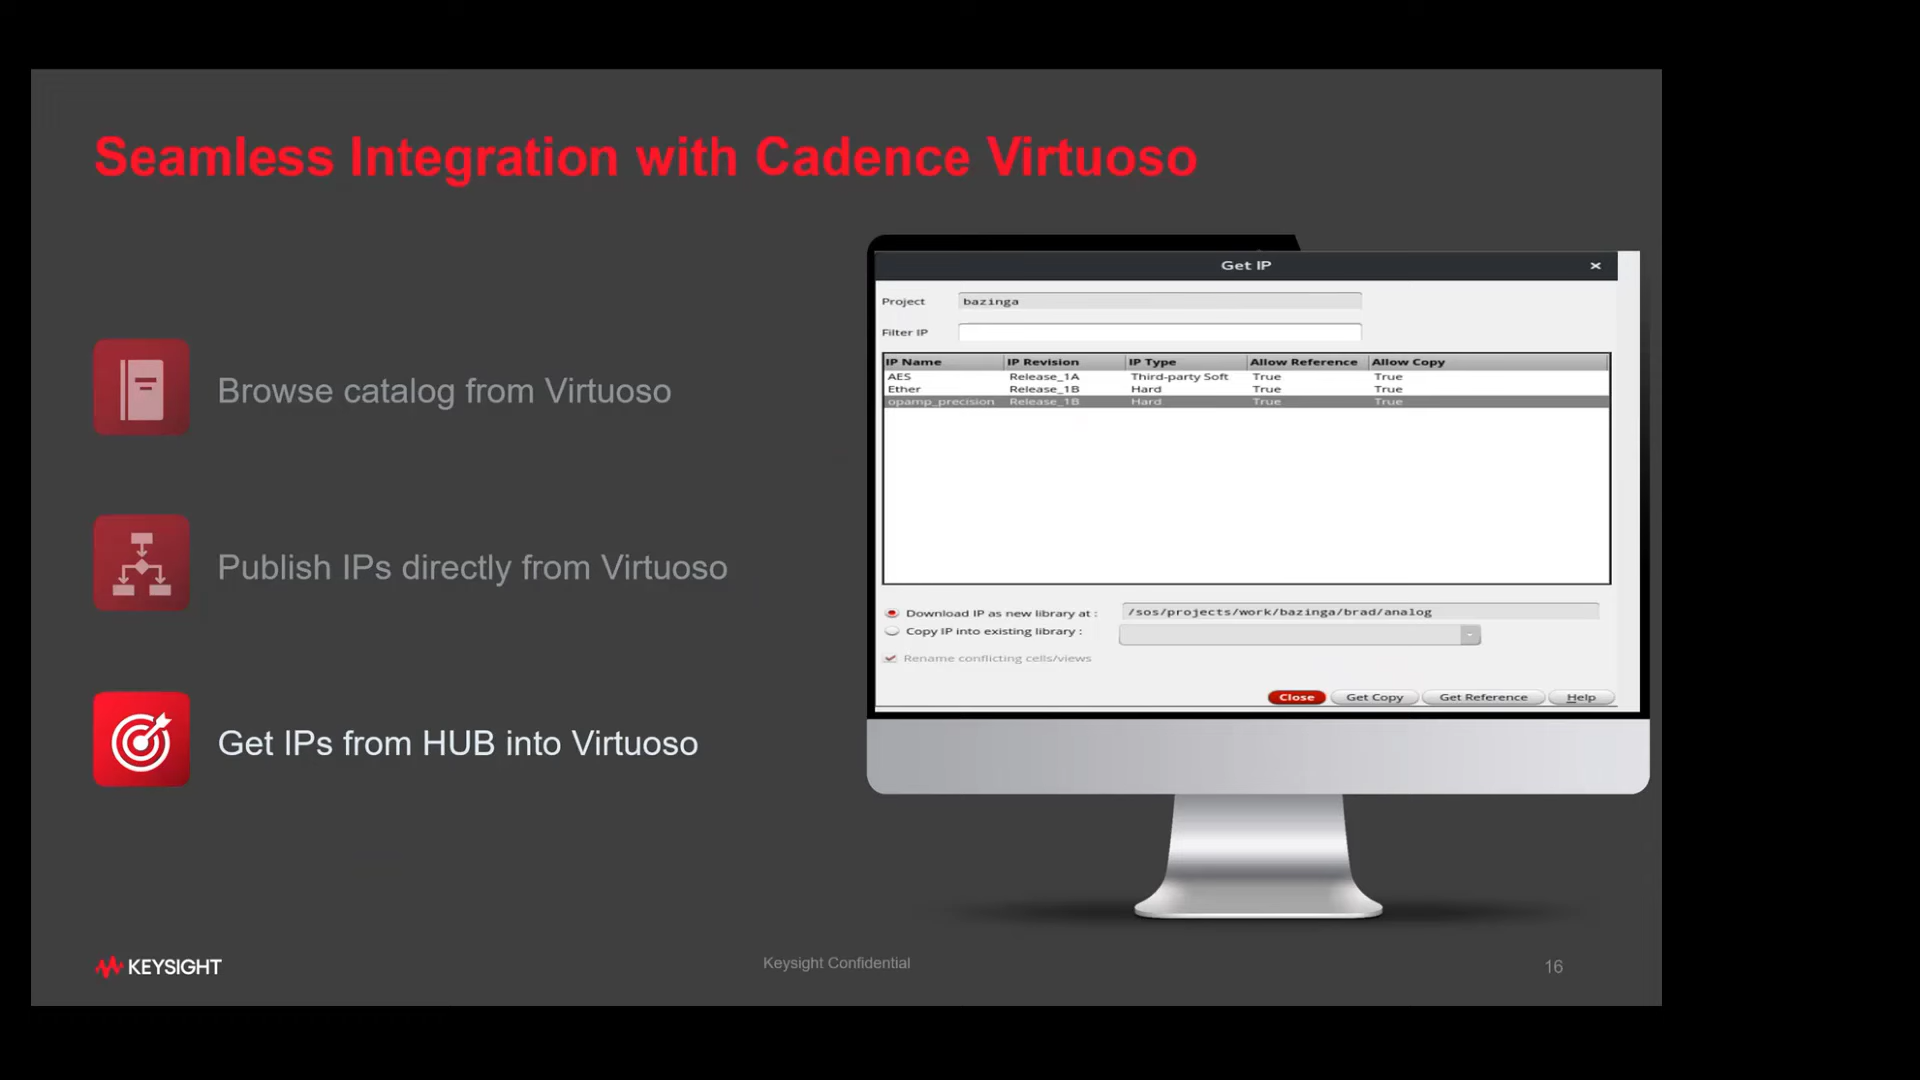 Seamless Integration with Cadence Virtuoso
Browse catalog from Virtuoso
Publish IPs directly from Virtuoso
Get IPs from HUB into Virtuoso
Get IP
Project bazinga
Filter IP
IP Name IP Revision IP Type Allow Reference Allow Copy
AES Release_1A Third-party Soft True True
Ether Release_1B Hard True True
opamp_precision Release_1B Hard True True
Download IP as new library at : /sos/projects/work/bazinga/brad/analog
Copy IP into existing library :
Rename conflicting cells/views
Close Get Copy Get Reference Help
KEYSIGHT
Keysight Confidential
16